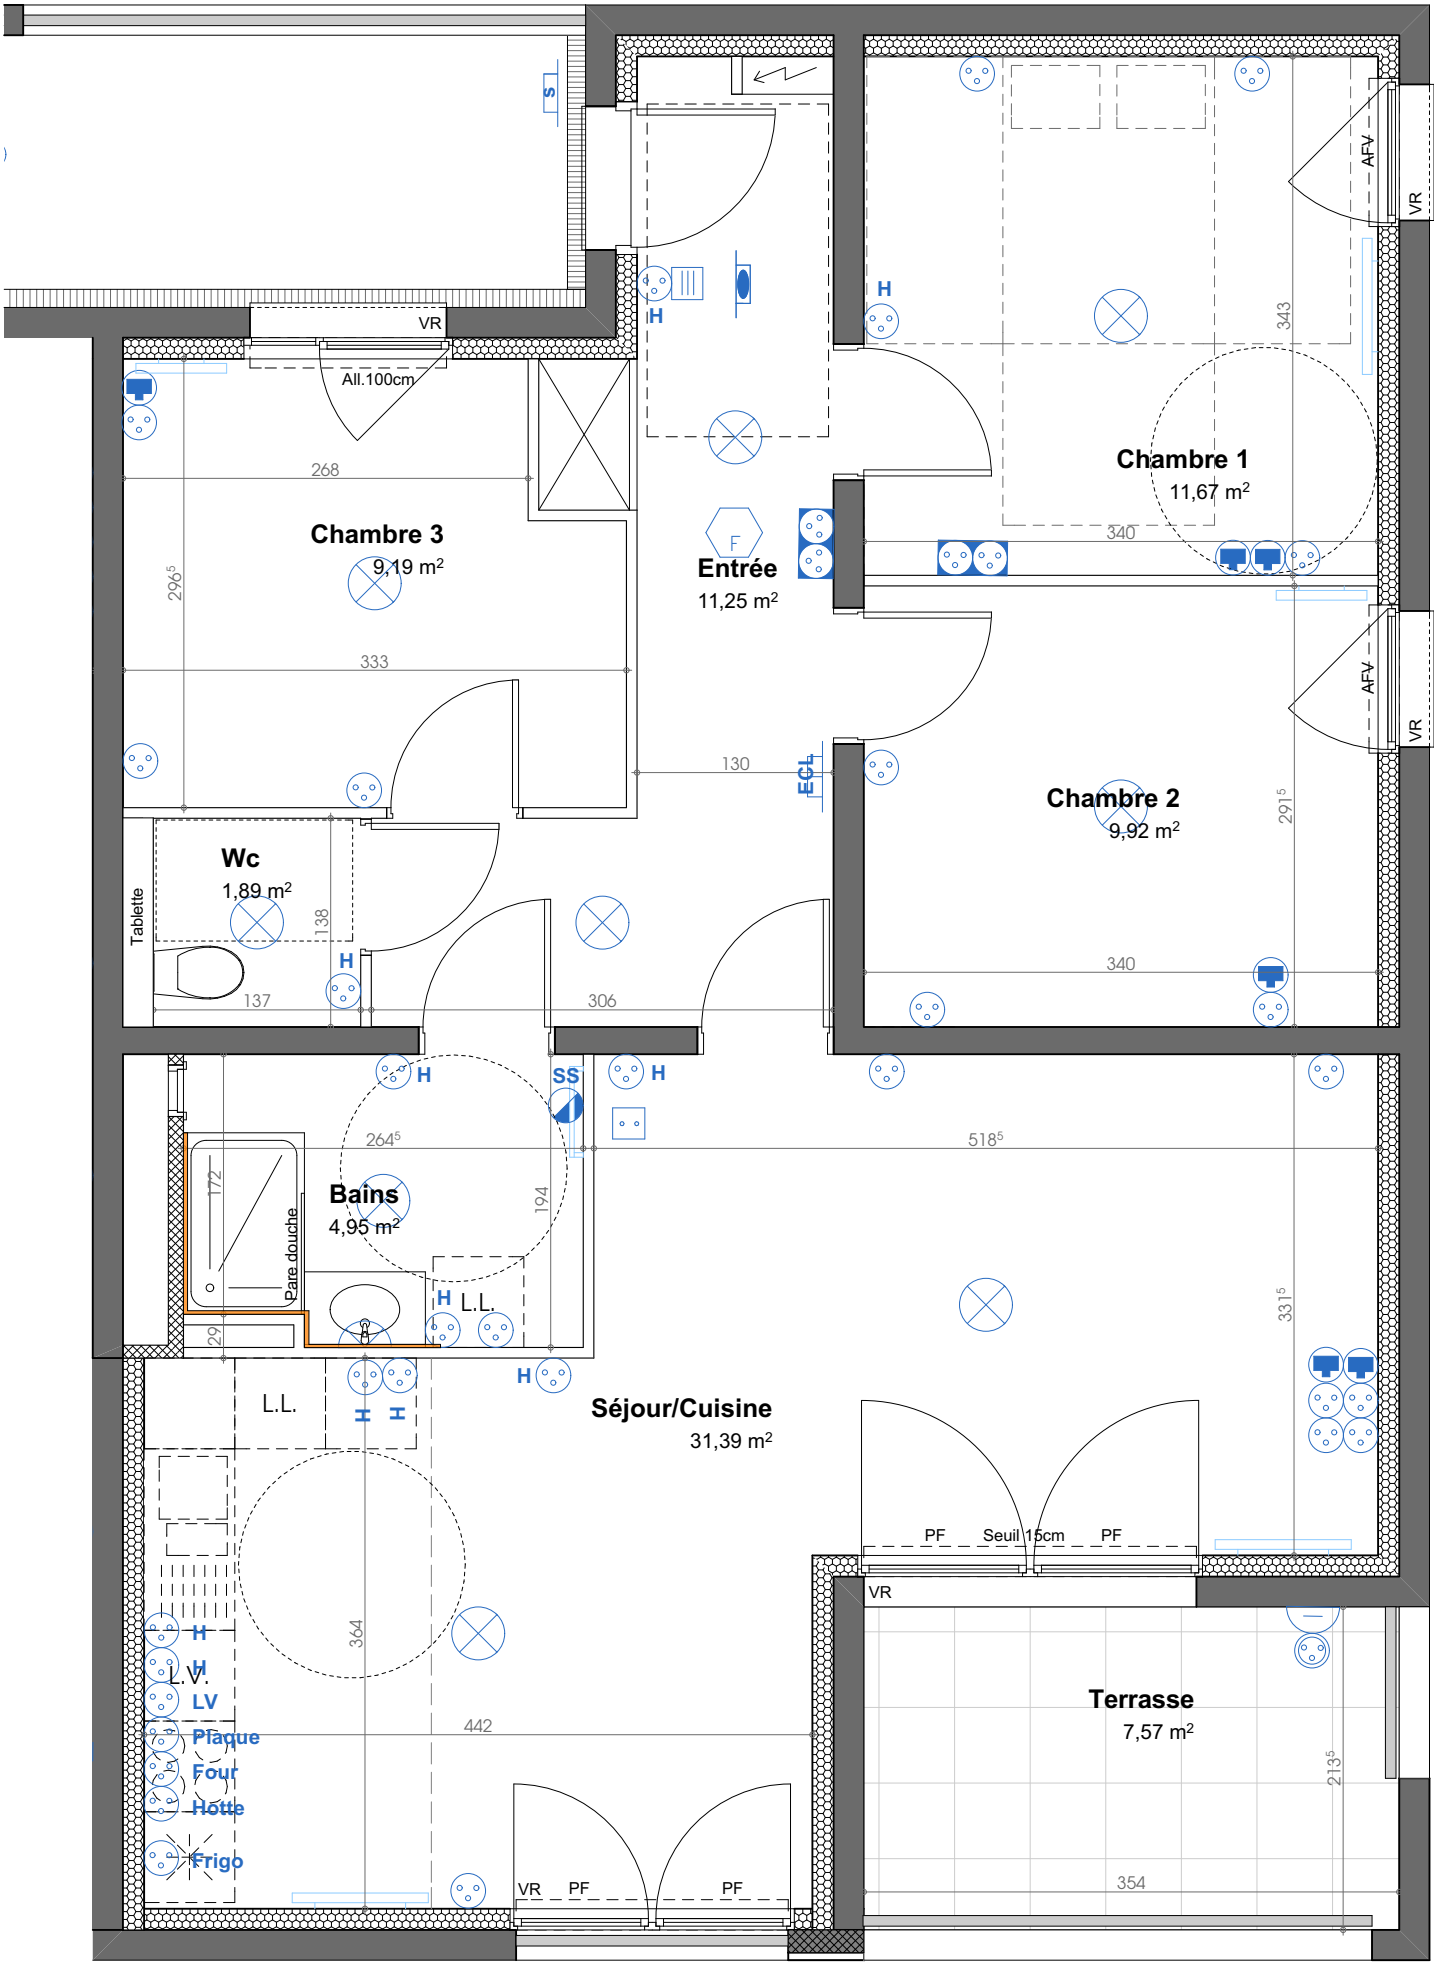 s
AFV
VR
H
H
343
VR
All.100cm
268
Chambre 1
11,67 m²
Chambre 3
9,19 m²
F
340
Entrée
11,25 m²
296⁵
333
AFV
VR
130
ECL
Chambre 2
9,92 m²
291⁵
Wc
1,89 m²
Tablette
138
H
340
137
306
H
SS
H
264⁵
518⁵
172
Bains
4,95 m²
194
Pare douche
H
L.L.
29
331⁵
H
L.L.
H
H
Séjour/Cuisine
31,39 m²
PF
Seuil 15cm
PF
VR
364
H
H
L.V.
LV
Terrasse
7,57 m²
442
Plaque
Four
Hotte
213⁵
Frigo
354
VR
PF
PF